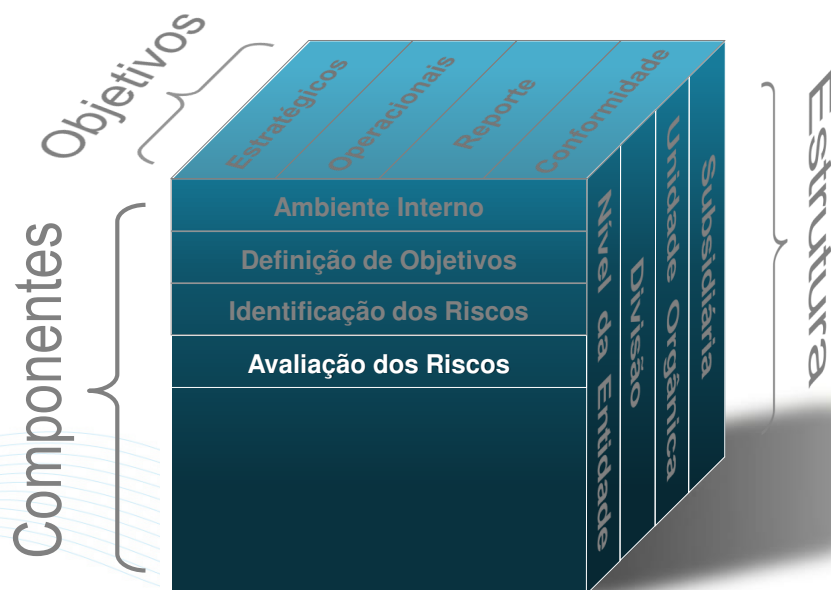 Objetivos
Estratégicos
Operacionais
Reporte
Conformidade
Componentes
Ambiente Interno
Definição de Objetivos
Identificação dos Riscos
Avaliação dos Riscos
Nível da Entidade
Divisão
Unidade Orgânica
Subsidiária
Estrutura